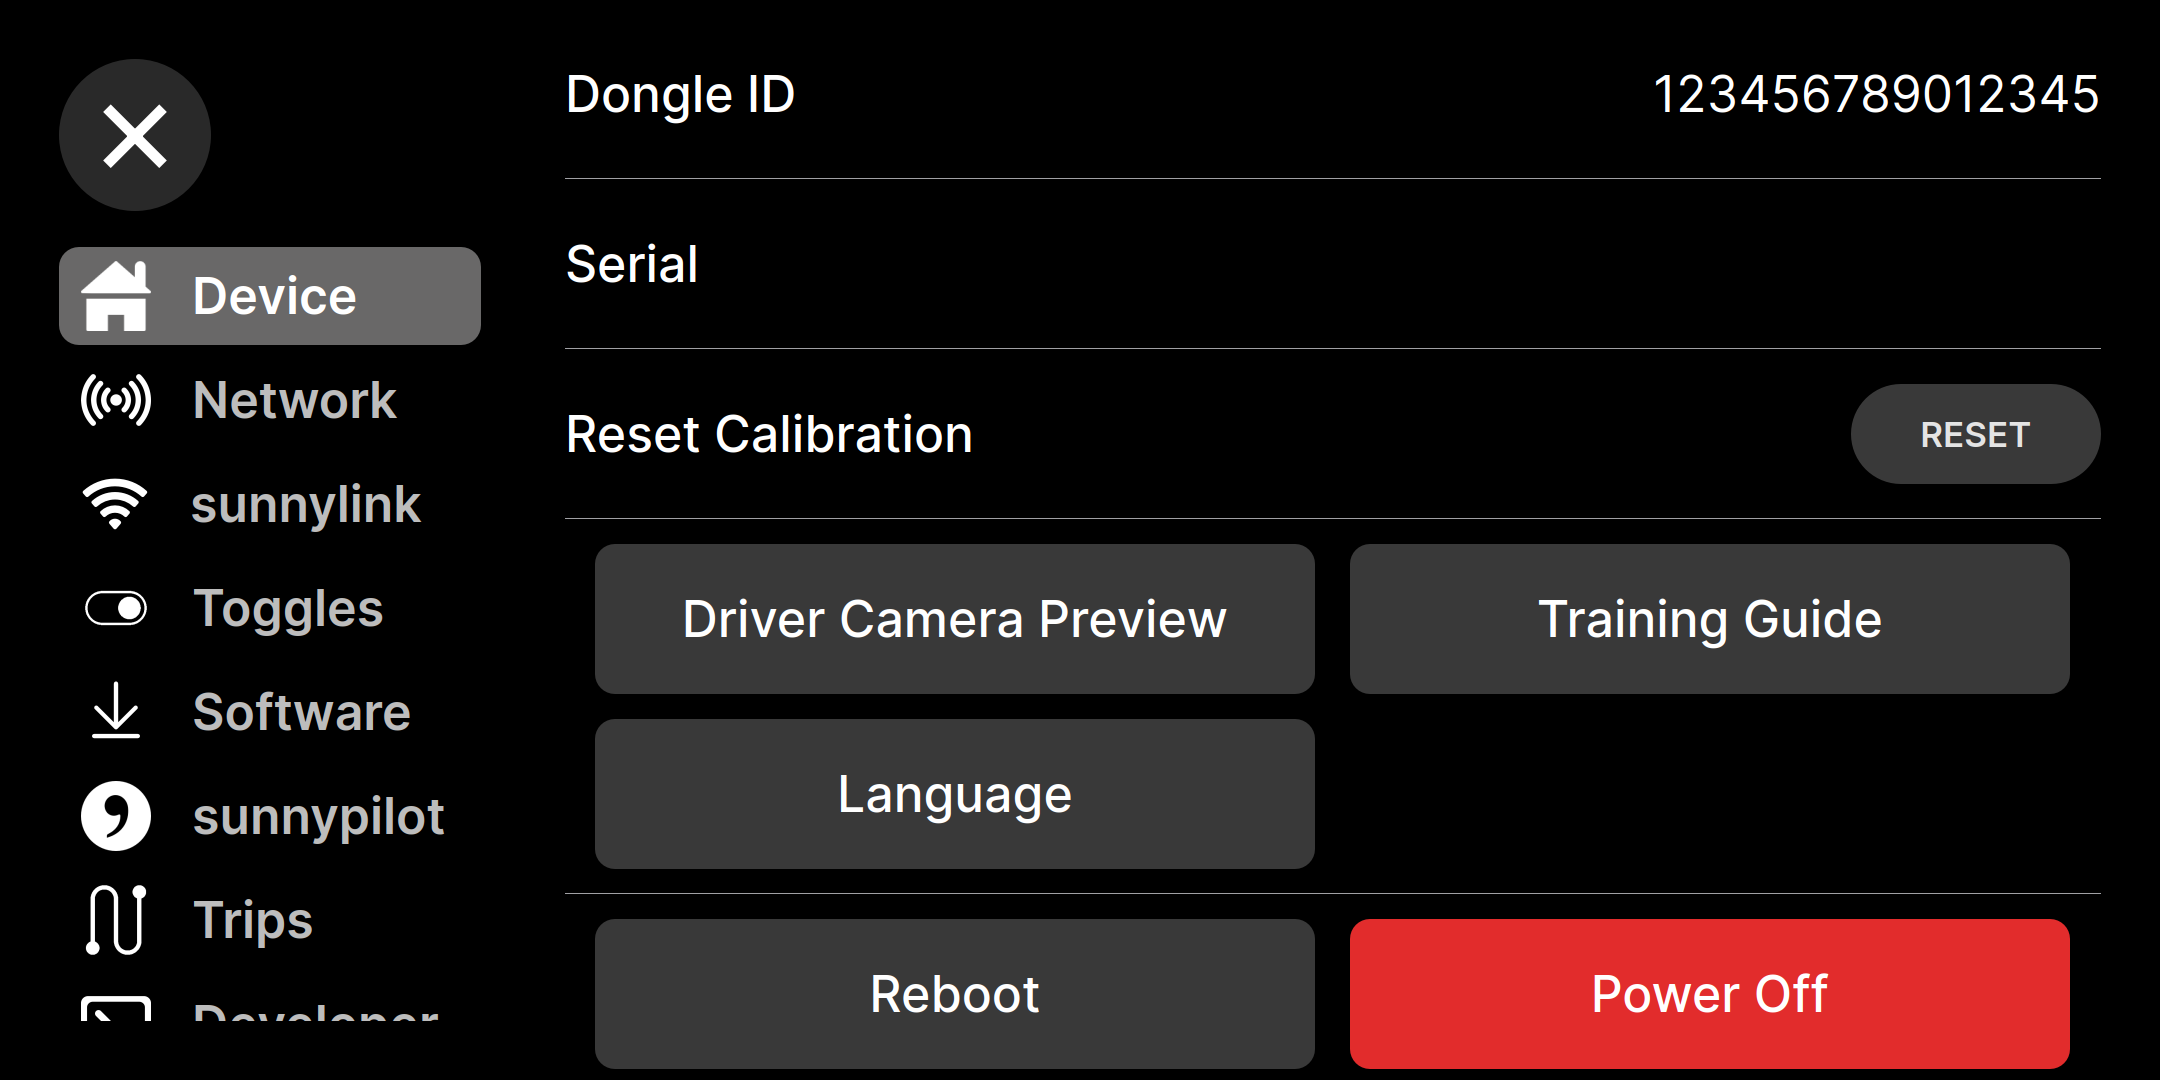 Device
Network
sunnylink
Toggles
Software
sunnypilot
Trips
Developer
Dongle ID
123456789012345
Serial
Reset Calibration
RESET
Driver Camera Preview
Training Guide
Language
Reboot
Power Off